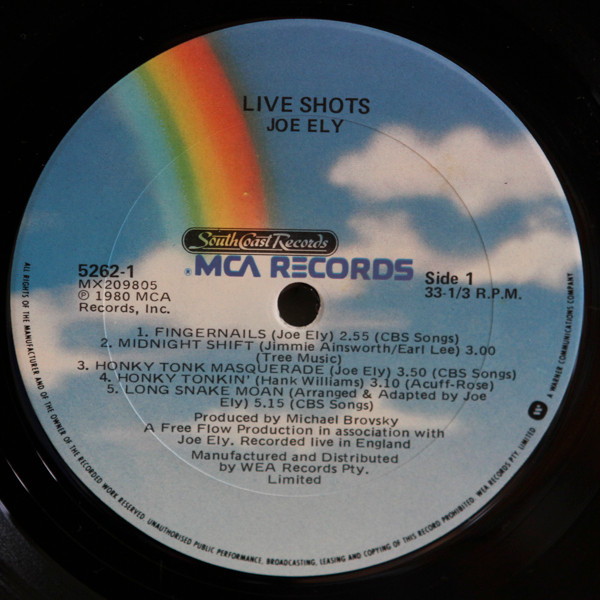 LIVE SHOTS
JOE ELY
SouthCoast Records
® MCA RECORDS
5262-1
MX209805
℗ 1980 MCA
Records, Inc.
Side 1
33-1/3 R.P.M.
1. FINGERNAILS (Joe Ely) 2.55 (CBS Songs)
2. MIDNIGHT SHIFT (Jimmie Ainsworth/Earl Lee) 3.00
(Tree Music)
3. HONKY TONK MASQUERADE (Joe Ely) 3.50 (CBS Songs)
4. HONKY TONKIN' (Hank Williams) 3.10 (Acuff-Rose)
5. LONG SNAKE MOAN (Arranged & Adapted by Joe
Ely) 5.15 (CBS Songs)
Produced by Michael Brovsky
A Free Flow Production in association with
Joe Ely. Recorded live in England
Manufactured and Distributed
by WEA Records Pty.
Limited
ALL RIGHTS OF THE MANUFACTURER AND OF THE OWNER OF THE RECORDED WORK RESERVED. UNAUTHORISED PUBLIC PERFORMANCE, BROADCASTING, LEASING AND COPYING OF THIS RECORD PROHIBITED. WEA RECORDS PTY. LIMITED W A WARNER COMMUNICATIONS COMPANY